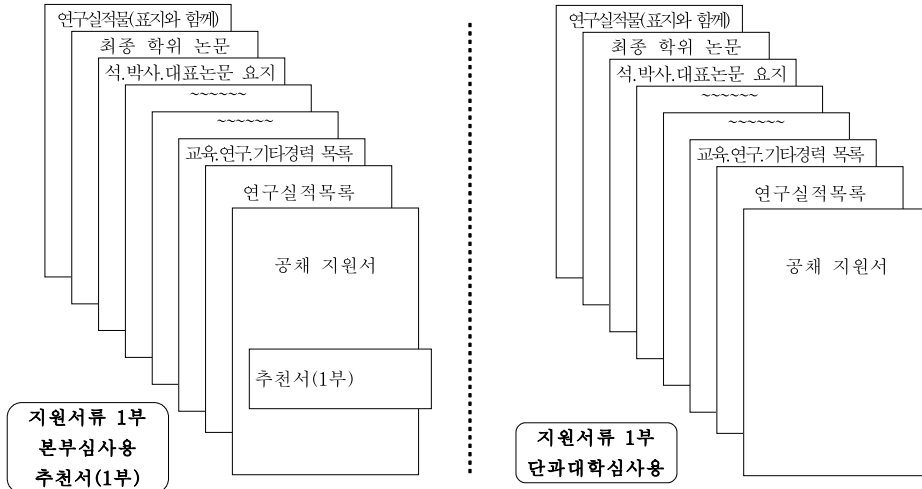 연구실적물(표지와 함께)
최종 학위 논문
석.박사.대표논문 요지
~~~~~~
~~~~~~
교육.연구.기타경력 목록
연구실적목록
공채 지원서
추천서(1부)
지원서류 1부
본부심사용
추천서(1부)
연구실적물(표지와 함께)
최종 학위 논문
석.박사.대표논문 요지
~~~~~~
~~~~~~
교육.연구.기타경력 목록
연구실적목록
공채 지원서
지원서류 1부
단과대학심사용